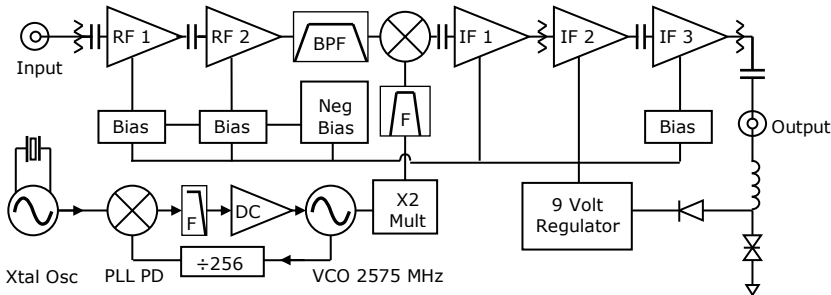 RF 1
RF 2
BPF
IF 1
IF 2
IF 3
Input
F
Neg
Bias
Bias
Bias
Bias
Output
F
DC
X2
Mult
9 Volt
Regulator
÷256
Xtal Osc
PLL PD
VCO 2575 MHz